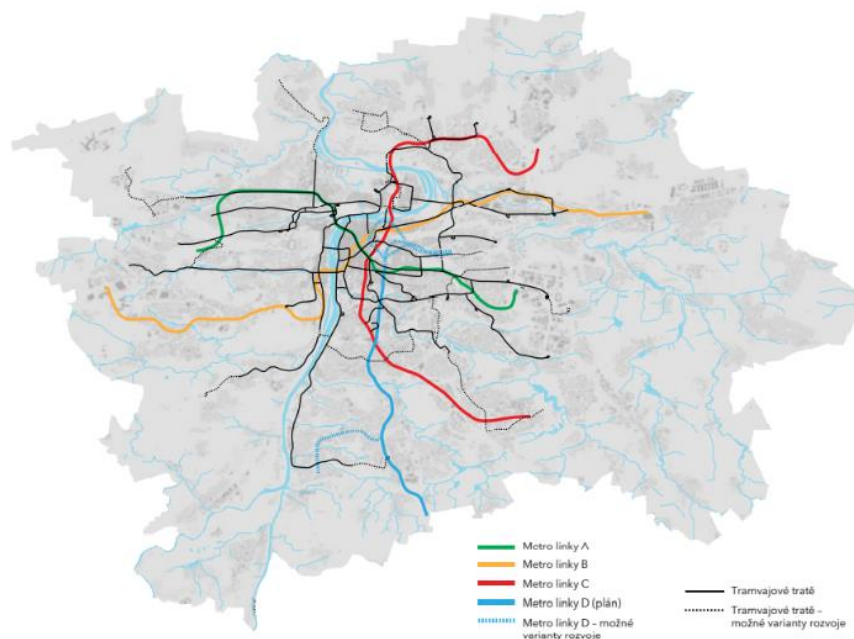 Metro linky A
Metro linky B
Metro linky C
Metro linky D (plán)
Metro linky D – možné
varianty rozvoje
Tramvajové tratě
Tramvajové tratě –
možné varianty rozvoje